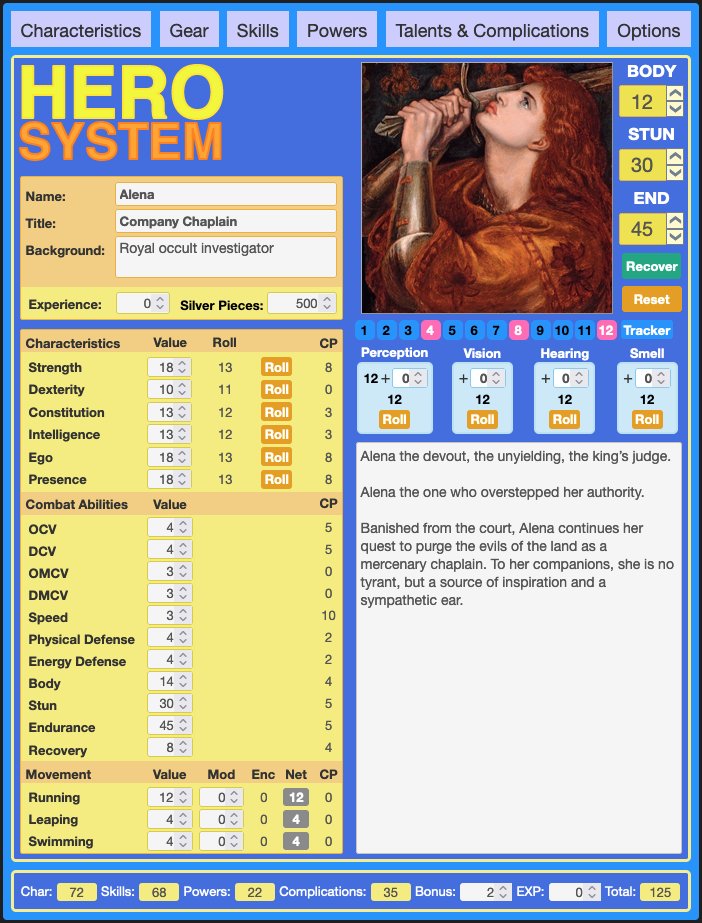 Characteristics Gear Skills Powers Talents & Complications Options
HERO
SYSTEM
Name: Alena
Title: Company Chaplain
Background: Royal occult investigator
Experience: 0 Silver Pieces: 500
Characteristics Value Roll CP
Strength 18 13 Roll 8
Dexterity 10 11 Roll 0
Constitution 13 12 Roll 3
Intelligence 13 12 Roll 3
Ego 18 13 Roll 8
Presence 18 13 Roll 8
Combat Abilities Value CP
OCV 4 5
DCV 4 5
OMCV 3 0
DMCV 3 0
Speed 3 10
Physical Defense 4 2
Energy Defense 4 2
Body 14 4
Stun 30 5
Endurance 45 5
Recovery 8 4
Movement Value Mod Enc Net CP
Running 12 0 0 12 0
Leaping 4 0 0 4 0
Swimming 4 0 0 4 0
BODY
12
STUN
30
END
45
Recover
Reset
1 2 3 4 5 6 7 8 9 10 11 12 Tracker
Perception Vision Hearing Smell
12 + 0 + 0 + 0 + 0
12 12 12 12
Roll Roll Roll Roll
Alena the devout, the unyielding, the king's judge.
Alena the one who overstepped her authority.
Banished from the court, Alena continues her
quest to purge the evils of the land as a
mercenary chaplain. To her companions, she is no
tyrant, but a source of inspiration and a
sympathetic ear.
Char: 72 Skills: 68 Powers: 22 Complications: 35 Bonus: 2 EXP: 0 Total: 125